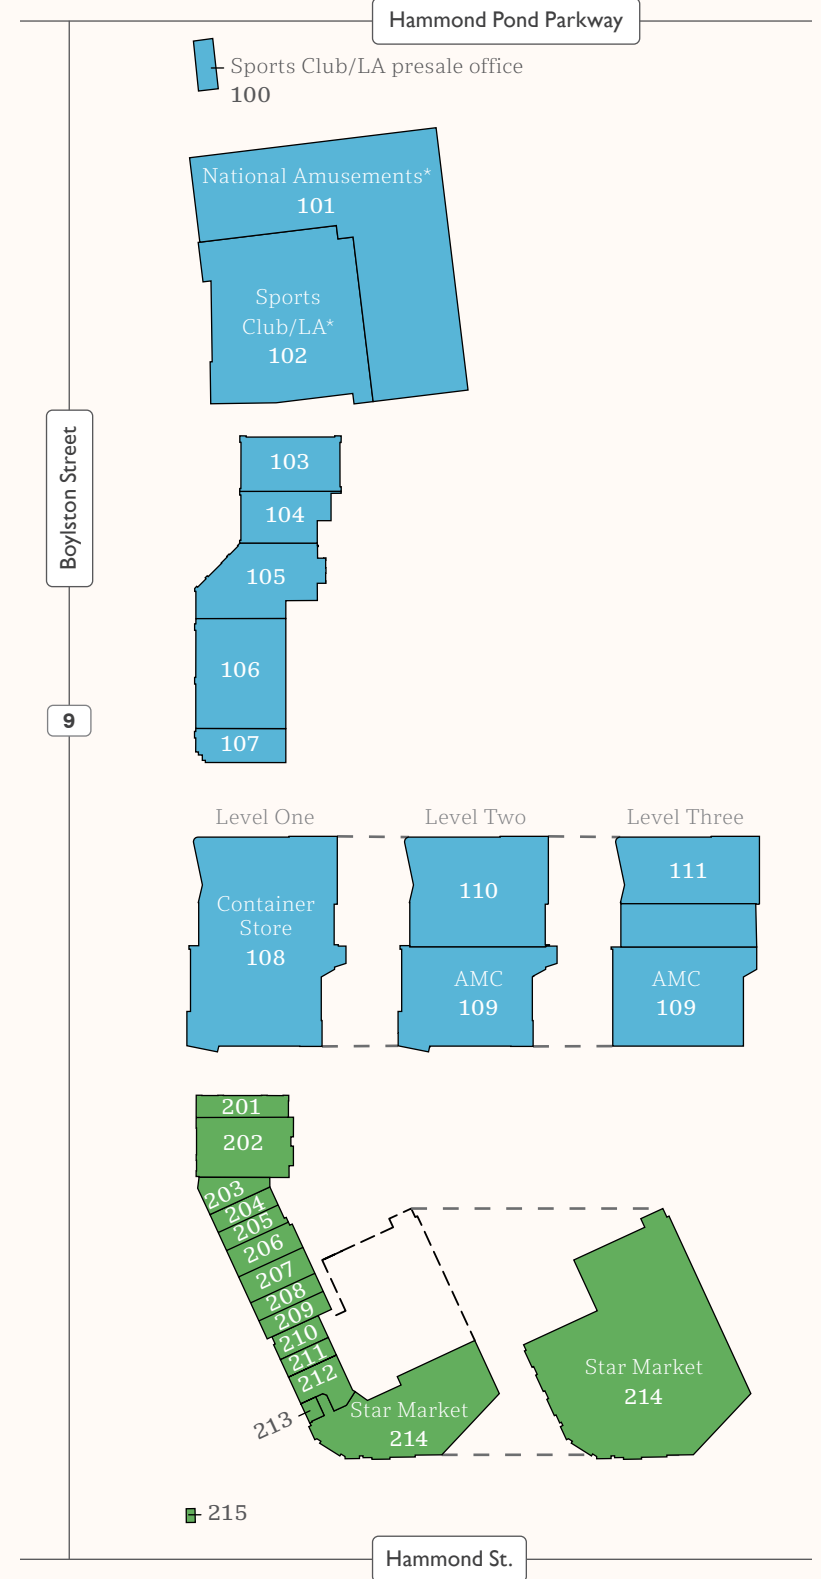 Hammond Pond Parkway
Sports Club/LA presale office
100
National Amusements*
101
Sports
Club/LA*
102
Boylston Street
103
104
105
106
9
107
Level One
Level Two
Level Three
Container
Store
108
110
AMC
109
111
AMC
109
201
202
203
204
205
206
207
208
209
210
211
212
213
Star Market
214
Star Market
214
215
Hammond St.